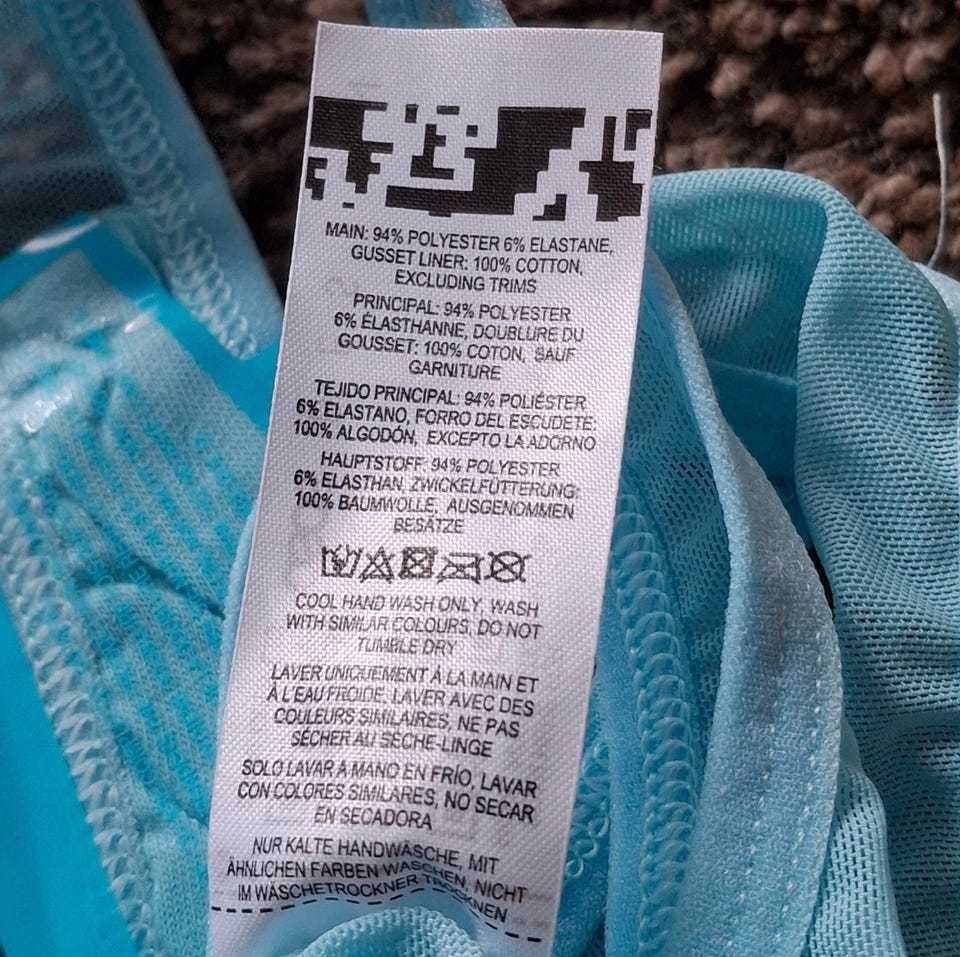 MAIN: 94% POLYESTER 6% ELASTANE,
GUSSET LINER: 100% COTTON,
EXCLUDING TRIMS
PRINCIPAL: 94% POLYESTER
6% ÉLASTHANNE, DOUBLURE DU
GOUSSET: 100% COTON, SAUF
GARNITURE
TEJIDO PRINCIPAL: 94% POLIÉSTER
6% ELASTANO, FORRO DEL ESCUDETE:
100% ALGODÓN, EXCEPTO LA ADORNO
HAUPTSTOFF: 94% POLYESTER
6% ELASTHAN, ZWICKELFÜTTERUNG:
100% BAUMWOLLE, AUSGENOMMEN
BESÄTZE
COOL HAND WASH ONLY, WASH
WITH SIMILAR COLOURS, DO NOT
TUMBLE DRY
LAVER UNIQUEMENT À LA MAIN ET
À L'EAU FROIDE, LAVER AVEC DES
COULEURS SIMILAIRES, NE PAS
SÉCHER AU SÈCHE-LINGE
SOLO LAVAR A MANO EN FRÍO, LAVAR
CON COLORES SIMILARES, NO SECAR
EN SECADORA
NUR KALTE HANDWÄSCHE, MIT
ÄHNLICHEN FARBEN WASCHEN, NICHT
IM WÄSCHETROCKNER TROCKNEN